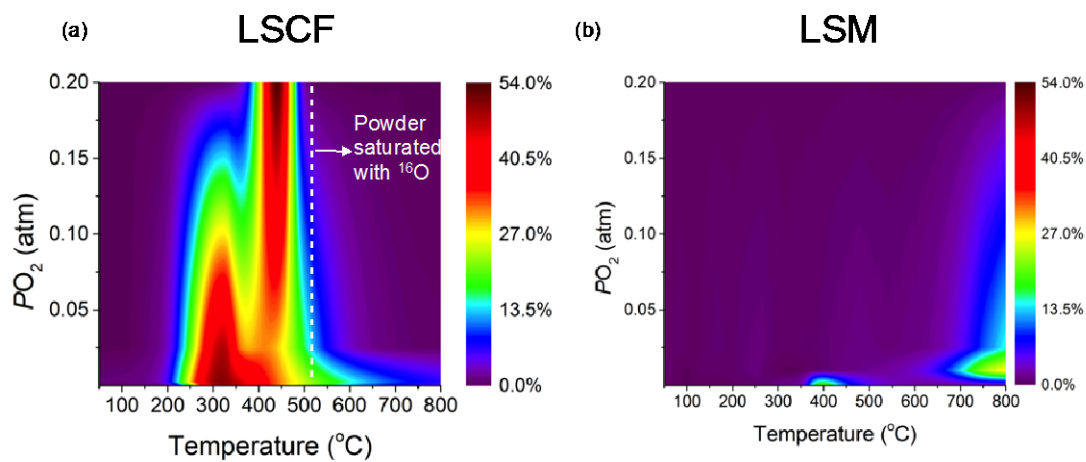 (a) LSCF
(b) LSM
0.20
0.15
0.10
0.05
PO₂ (atm)
100 200 300 400 500 600 700 800
Temperature (°C)
Powder
saturated
with ¹⁶O
54.0%
40.5%
27.0%
13.5%
0.0%
0.20
0.15
0.10
0.05
PO₂ (atm)
100 200 300 400 500 600 700 800
Temperature (°C)
54.0%
40.5%
27.0%
13.5%
0.0%